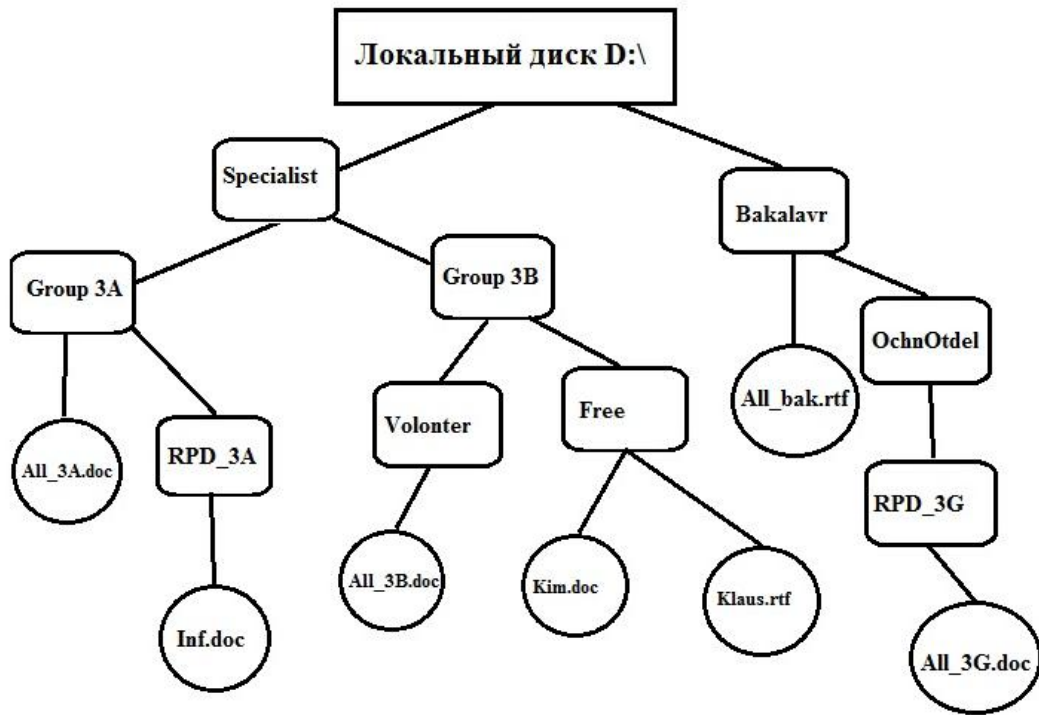 Локальный диск D:\
Specialist
Bakalavr
Group 3A
Group 3B
OchnOtdel
All_bak.rtf
Volonter
Free
All_3A.doc
RPD_3A
RPD_3G
All_3B.doc
Kim.doc
Klaus.rtf
Inf.doc
All_3G.doc